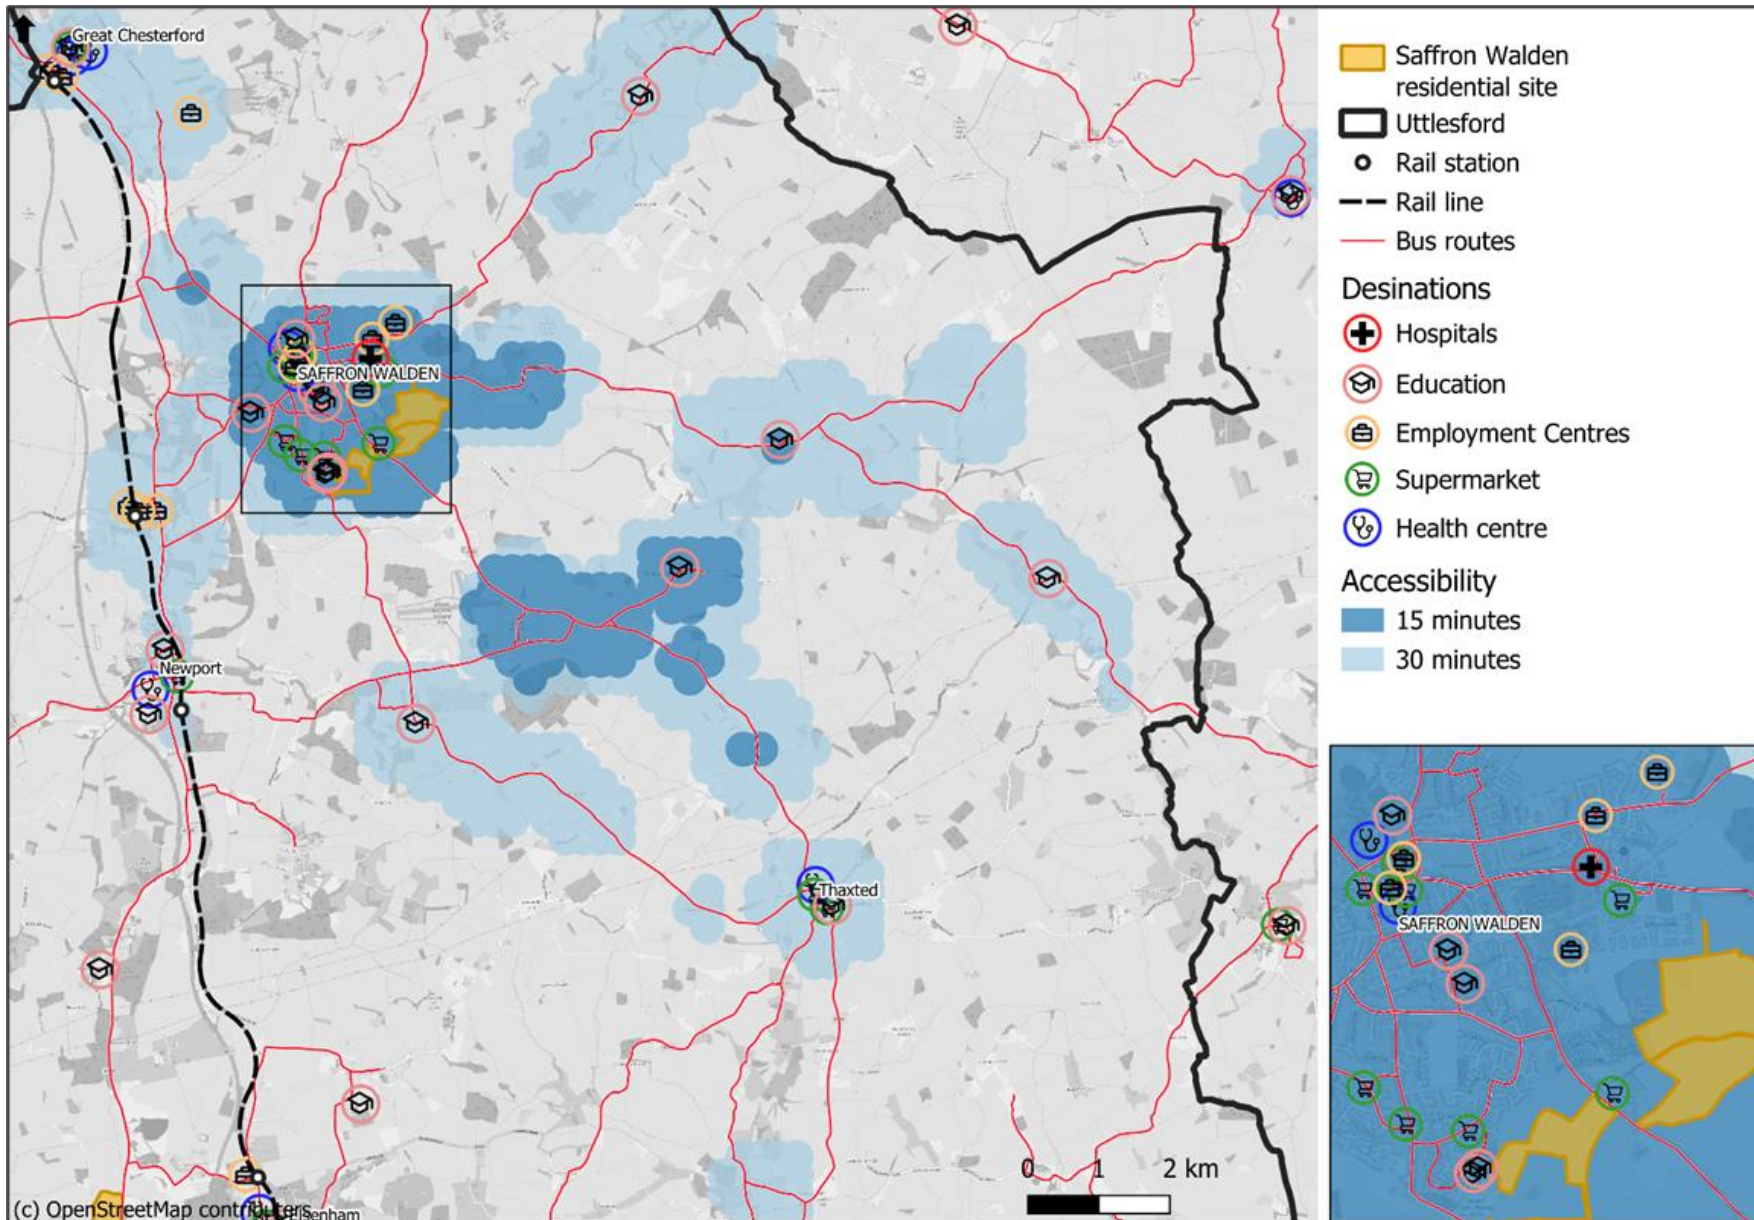 Great Chesterford
SAFFRON WALDEN
Newport
Thaxted
0 1 2 km
(c) OpenStreetMap contributers
Saffron Walden
residential site
Uttlesford
Rail station
Rail line
Bus routes
Desinations
Hospitals
Education
Employment Centres
Supermarket
Health centre
Accessibility
15 minutes
30 minutes
SAFFRON WALDEN